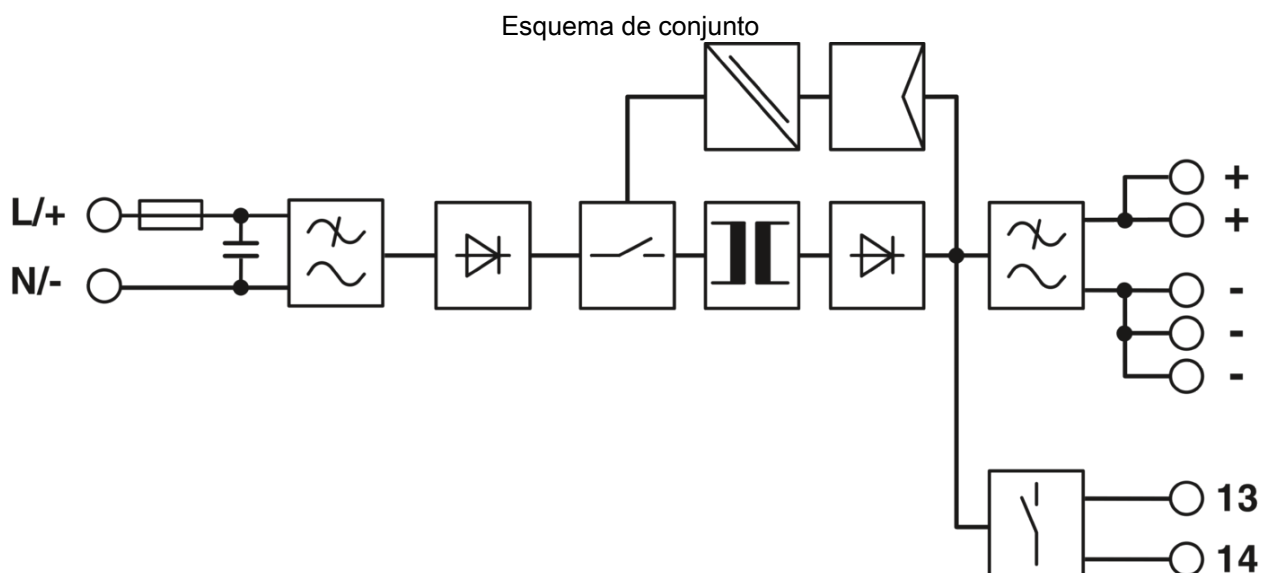 Esquema de conjunto
L/+
N/-
+
+
-
-
-
13
14